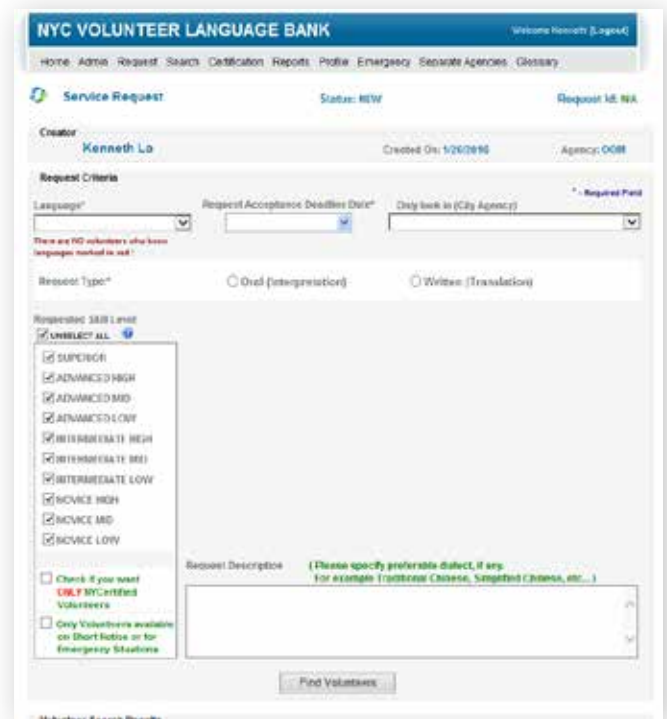 NYC VOLUNTEER LANGUAGE BANK Welcome Kenneth [Logout]
Home Admin Request Search Certification Reports Profile Emergency Separate Agencies Glossary
Service Request Status: NEW Request Id: N/A
Creator
Kenneth Lo Created On: 1/26/2016 Agency:
Request Criteria
* - Required Field
Language* Request Acceptance Deadline Date* Only look in (City Agency)
There are NO volunteers who know
languages marked in red !
Request Type:* Oral (Interpretation) Written (Translation)
Requested Skill Level
UNSELECT ALL
SUPERIOR
ADVANCED HIGH
ADVANCED MID
ADVANCED LOW
INTERMEDIATE HIGH
INTERMEDIATE MID
INTERMEDIATE LOW
NOVICE HIGH
NOVICE MID
NOVICE LOW
Request Description ( Please specify preferable dialect, if any.
For example Traditional Chinese, Simplified Chinese, etc... )
Check if you want
ONLY NYCertified
Volunteers
Only Volunteers available
on Short Notice or for
Emergency Situations
Find Volunteers
Volunteer Search Results